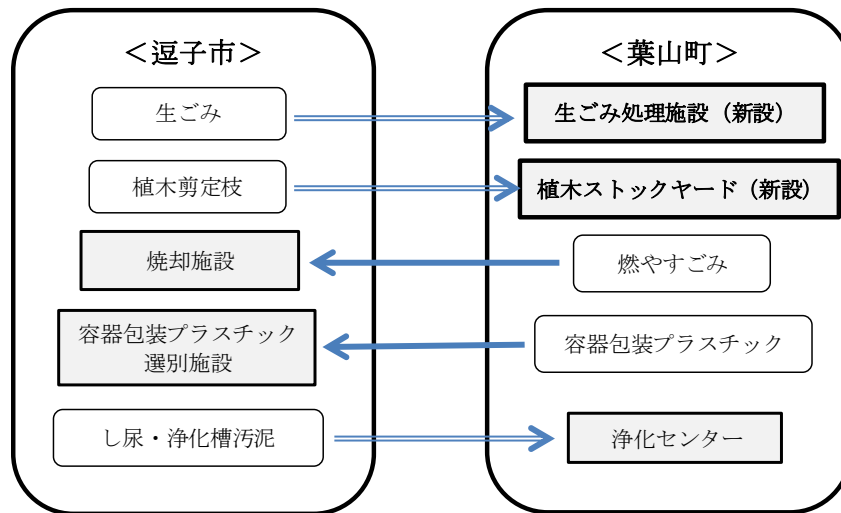 <逗子市>
<葉山町>
生ごみ
生ごみ処理施設（新設）
植木剪定枝
植木ストックヤード（新設）
焼却施設
燃やすごみ
容器包装プラスチック
選別施設
容器包装プラスチック
し尿・浄化槽汚泥
浄化センター